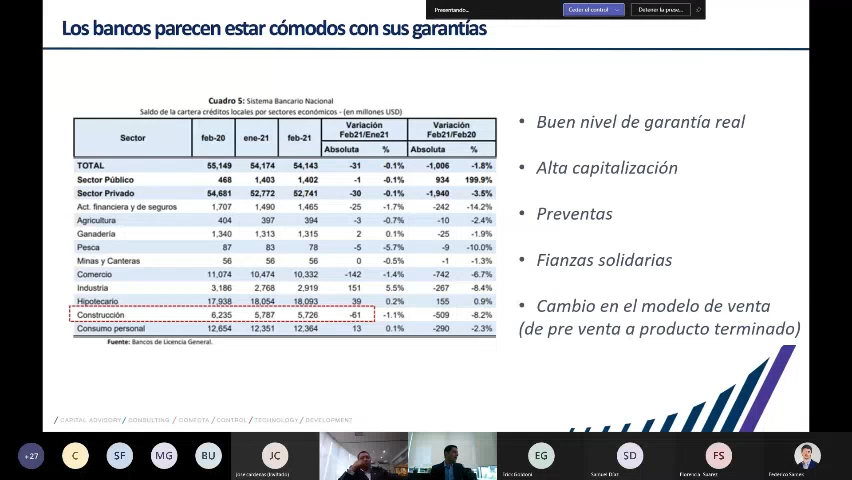 Presentando...
Ceder el control
Detener la prese...
Los bancos parecen estar cómodos con sus garantías
Cuadro 5: Sistema Bancario Nacional
Saldo de la cartera créditos locales por sectores económicos - (en millones USD)
Sector feb-20 ene-21 feb-21 Variación Feb21/Ene21 Variación Feb21/Feb20
Absoluta % Absoluta %
TOTAL 55,149 54,174 54,143 -31 -0.1% -1,006 -1.8%
Sector Público 468 1,403 1,402 -1 -0.1% 934 199.9%
Sector Privado 54,681 52,772 52,741 -30 -0.1% -1,940 -3.5%
Act. financiera y de seguros 1,707 1,490 1,465 -25 -1.7% -242 -14.2%
Agricultura 404 397 394 -3 -0.7% -10 -2.4%
Ganadería 1,340 1,313 1,315 2 0.1% -25 -1.9%
Pesca 87 83 78 -5 -5.7% -9 -10.0%
Minas y Canteras 56 56 56 0 -0.5% -1 -1.3%
Comercio 11,074 10,474 10,332 -142 -1.4% -742 -6.7%
Industria 3,186 2,768 2,919 151 5.5% -267 -8.4%
Hipotecario 17,938 18,054 18,093 39 0.2% 155 0.9%
Construcción 6,235 5,787 5,726 -61 -1.1% -509 -8.2%
Consumo personal 12,654 12,351 12,364 13 0.1% -290 -2.3%
Fuente: Bancos de Licencia General.
• Buen nivel de garantía real
• Alta capitalización
• Preventas
• Fianzas solidarias
• Cambio en el modelo de venta
(de pre venta a producto terminado)
/ CAPITAL ADVISORY / CONSULTING / CONECTA / CONTROL / TECHNOLOGY / DEVELOPMENT
+27
C
SF
MG
BU
JC
EG
SD
FS
jose cardenas (Invitado)
Samuel Díaz
Florencia Suarez